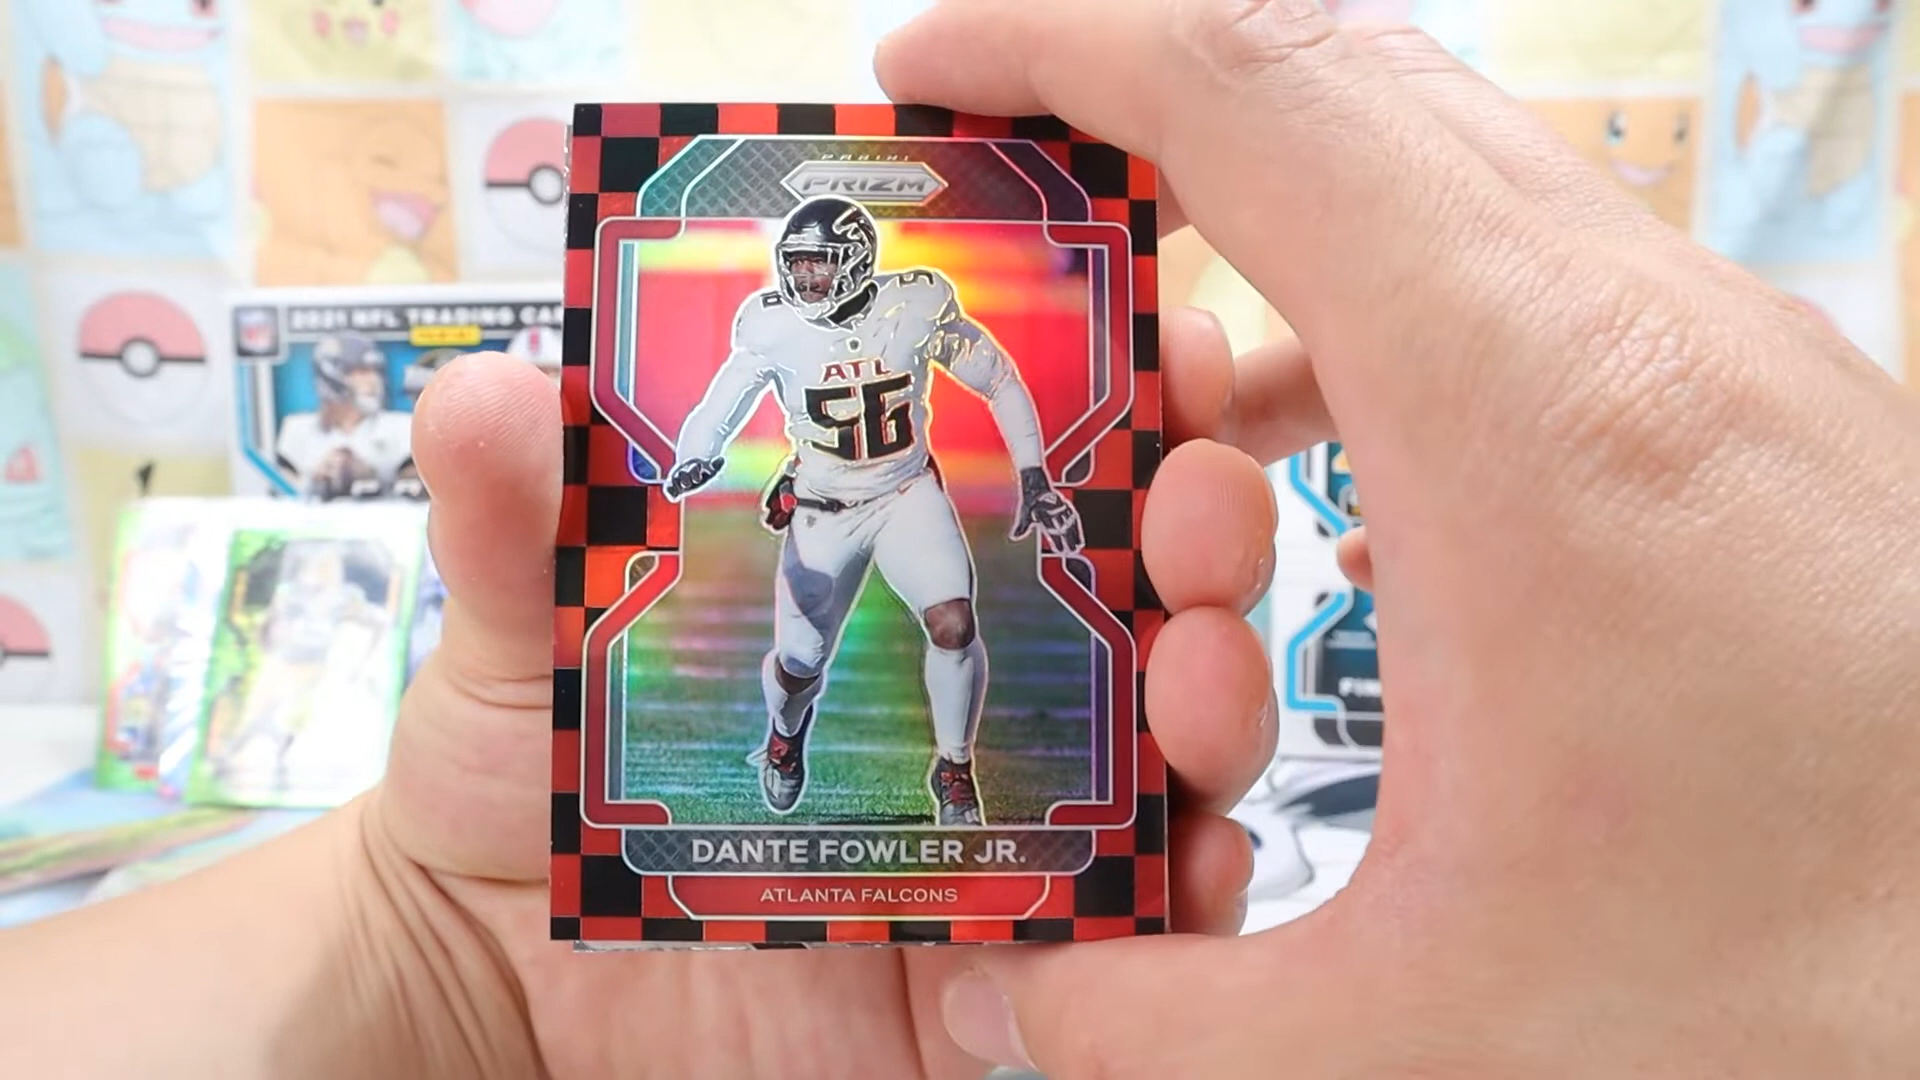 PANINI
PRIZM
ATL
56
DANTE FOWLER JR.
ATLANTA FALCONS
2021 NFL TRADING CA
PANINI